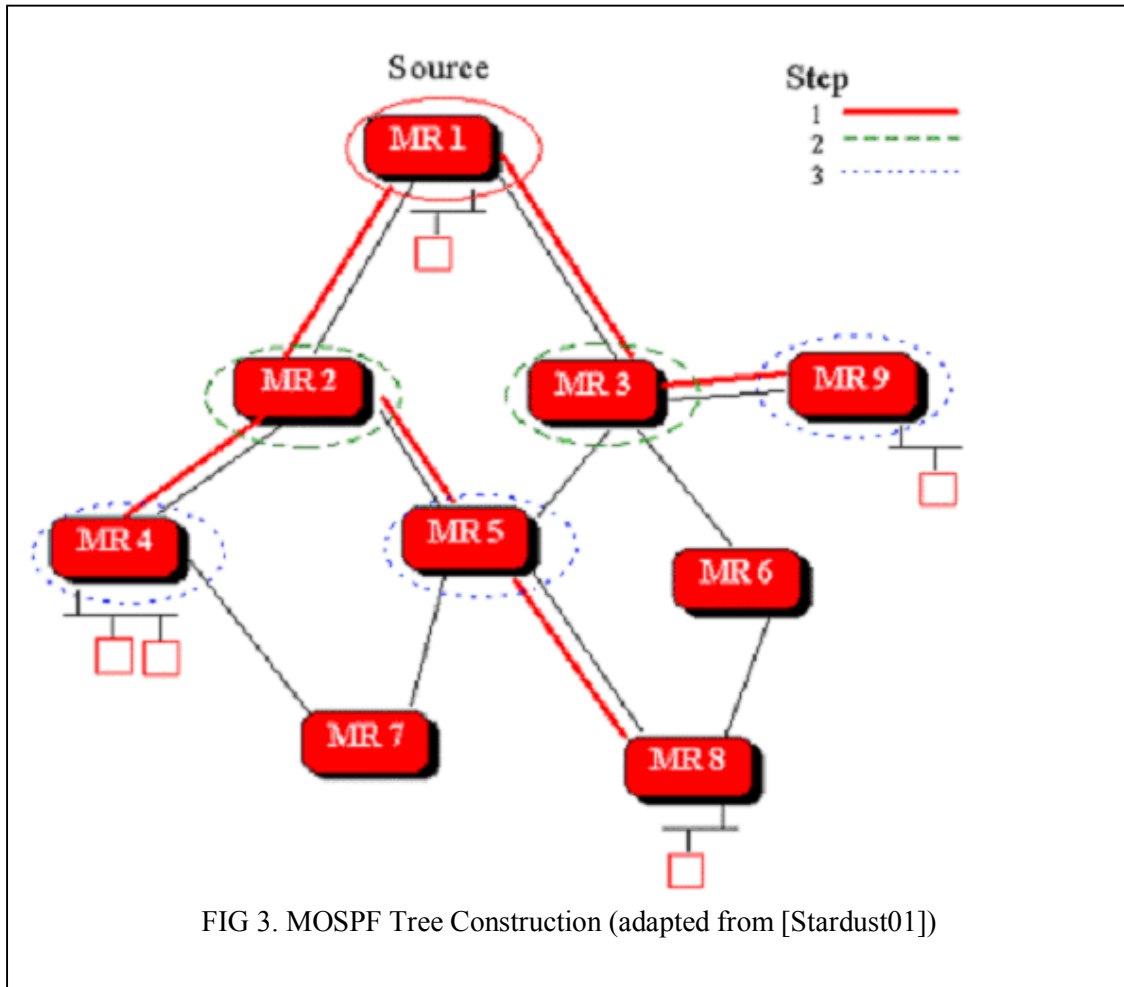 Source
Step
1
2
3
MR 1
MR 2
MR 3
MR 9
MR 4
MR 5
MR 6
MR 7
MR 8
FIG 3. MOSPF Tree Construction (adapted from [Stardust01])